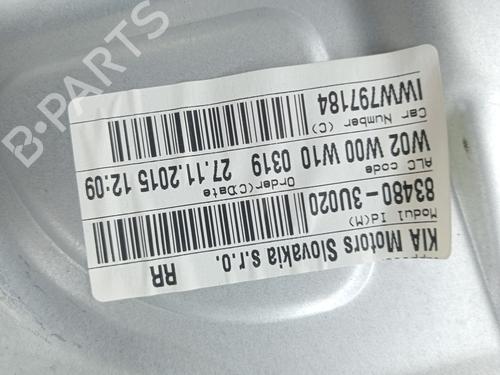 B-PARTS
KIA Motors Slovakia s.r.o.
RR
Modul Id(M)
83480-3U020
ALC code
Order(C)Date
W02 W00 W10 0319 27.11.2015 12:09
Car Number (C)
IWW797184